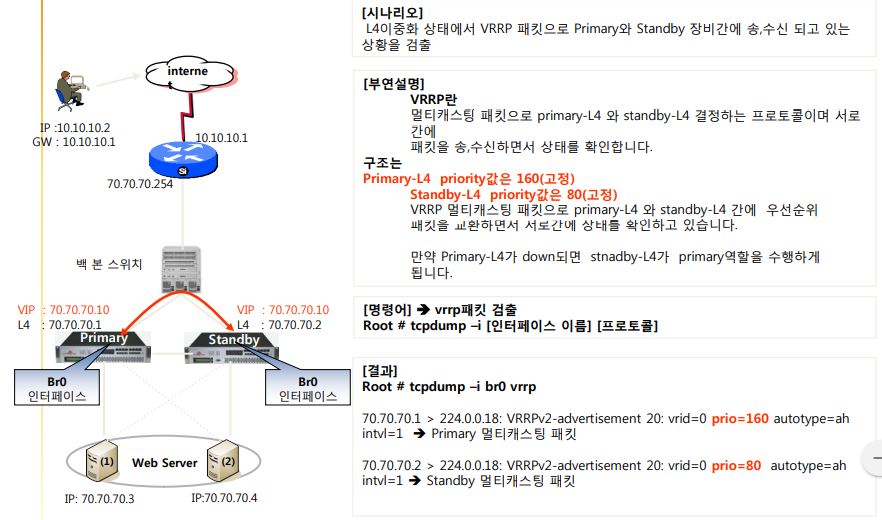 [시나리오]
L4이중화 상태에서 VRRP 패킷으로 Primary와 Standby 장비간에 송,수신 되고 있는
상황을 검출
[부연설명]
VRRP란
멀티캐스팅 패킷으로 primary-L4 와 standby-L4 결정하는 프로토콜이며 서로
간에
패킷을 송,수신하면서 상태를 확인합니다.
구조는
Primary-L4 priority값은 160(고정)
Standby-L4 priority값은 80(고정)
VRRP 멀티캐스팅 패킷으로 primary-L4 와 standby-L4 간에 우선순위
패킷을 교환하면서 서로간에 상태를 확인하고 있습니다.
만약 Primary-L4가 down되면 stnadby-L4가 primary역할을 수행하게
됩니다.
[명령어] ➔ vrrp패킷 검출
Root # tcpdump –i [인터페이스 이름] [프로토콜]
[결과]
Root # tcpdump –i br0 vrrp
70.70.70.1 > 224.0.0.18: VRRPv2-advertisement 20: vrid=0 prio=160 autotype=ah
intvl=1 ➔ Primary 멀티캐스팅 패킷
70.70.70.2 > 224.0.0.18: VRRPv2-advertisement 20: vrid=0 prio=80 autotype=ah
intvl=1 ➔ Standby 멀티캐스팅 패킷
interne
t
IP :10.10.10.2
GW : 10.10.10.1
10.10.10.1
Si
70.70.70.254
백 본 스위치
VIP : 70.70.70.10
L4 : 70.70.70.1
VIP : 70.70.70.10
L4 : 70.70.70.2
Primary
Standby
Br0
인터페이스
Br0
인터페이스
(1)
Web Server
(2)
IP: 70.70.70.3
IP:70.70.70.4